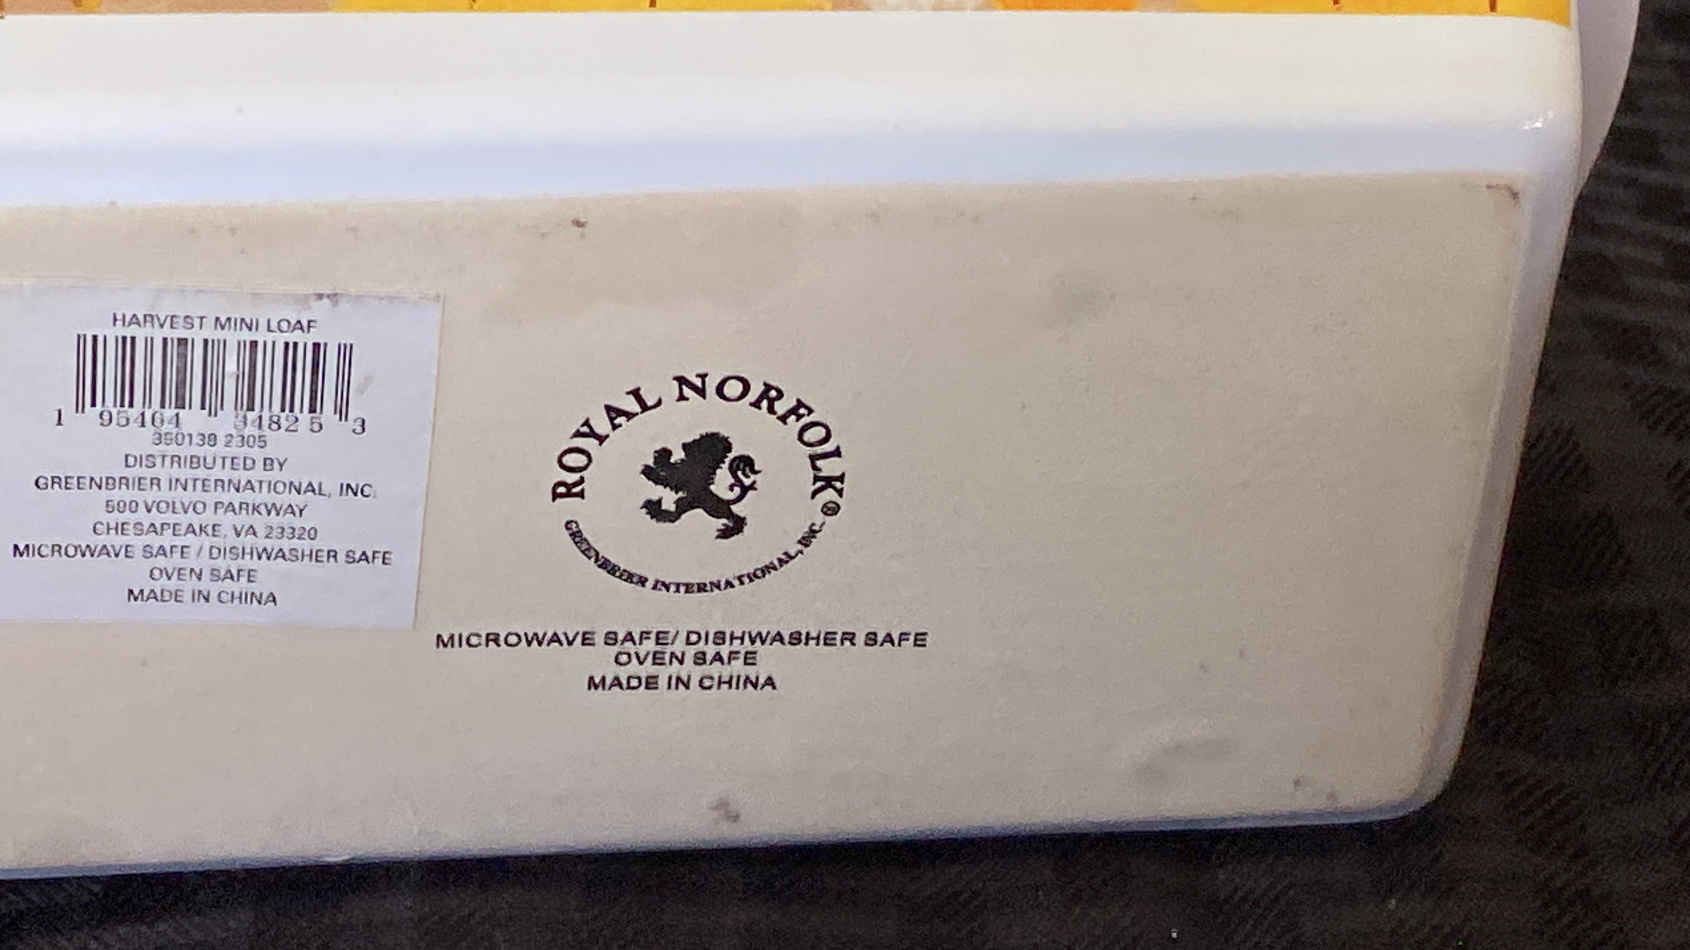 HARVEST MINI LOAF
1 95464 34825 3
350138 2305
DISTRIBUTED BY
GREENBRIER INTERNATIONAL, INC.
500 VOLVO PARKWAY
CHESAPEAKE, VA 23320
MICROWAVE SAFE / DISHWASHER SAFE
OVEN SAFE
MADE IN CHINA
ROYAL NORFOLK®
GREENBRIER INTERNATIONAL, INC.
MICROWAVE SAFE/ DISHWASHER SAFE
OVEN SAFE
MADE IN CHINA